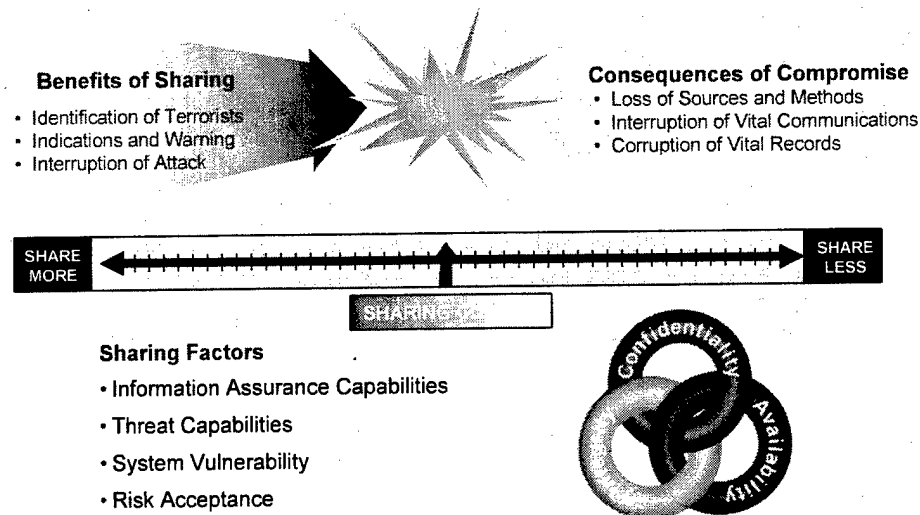 Benefits of Sharing
• Identification of Terrorists
• Indications and Warning
• Interruption of Attack
Consequences of Compromise
• Loss of Sources and Methods
• Interruption of Vital Communications
• Corruption of Vital Records
SHARE
MORE
SHARE
LESS
SHARING
Sharing Factors
• Information Assurance Capabilities
• Threat Capabilities
• System Vulnerability
• Risk Acceptance
Confidentiality
Availability